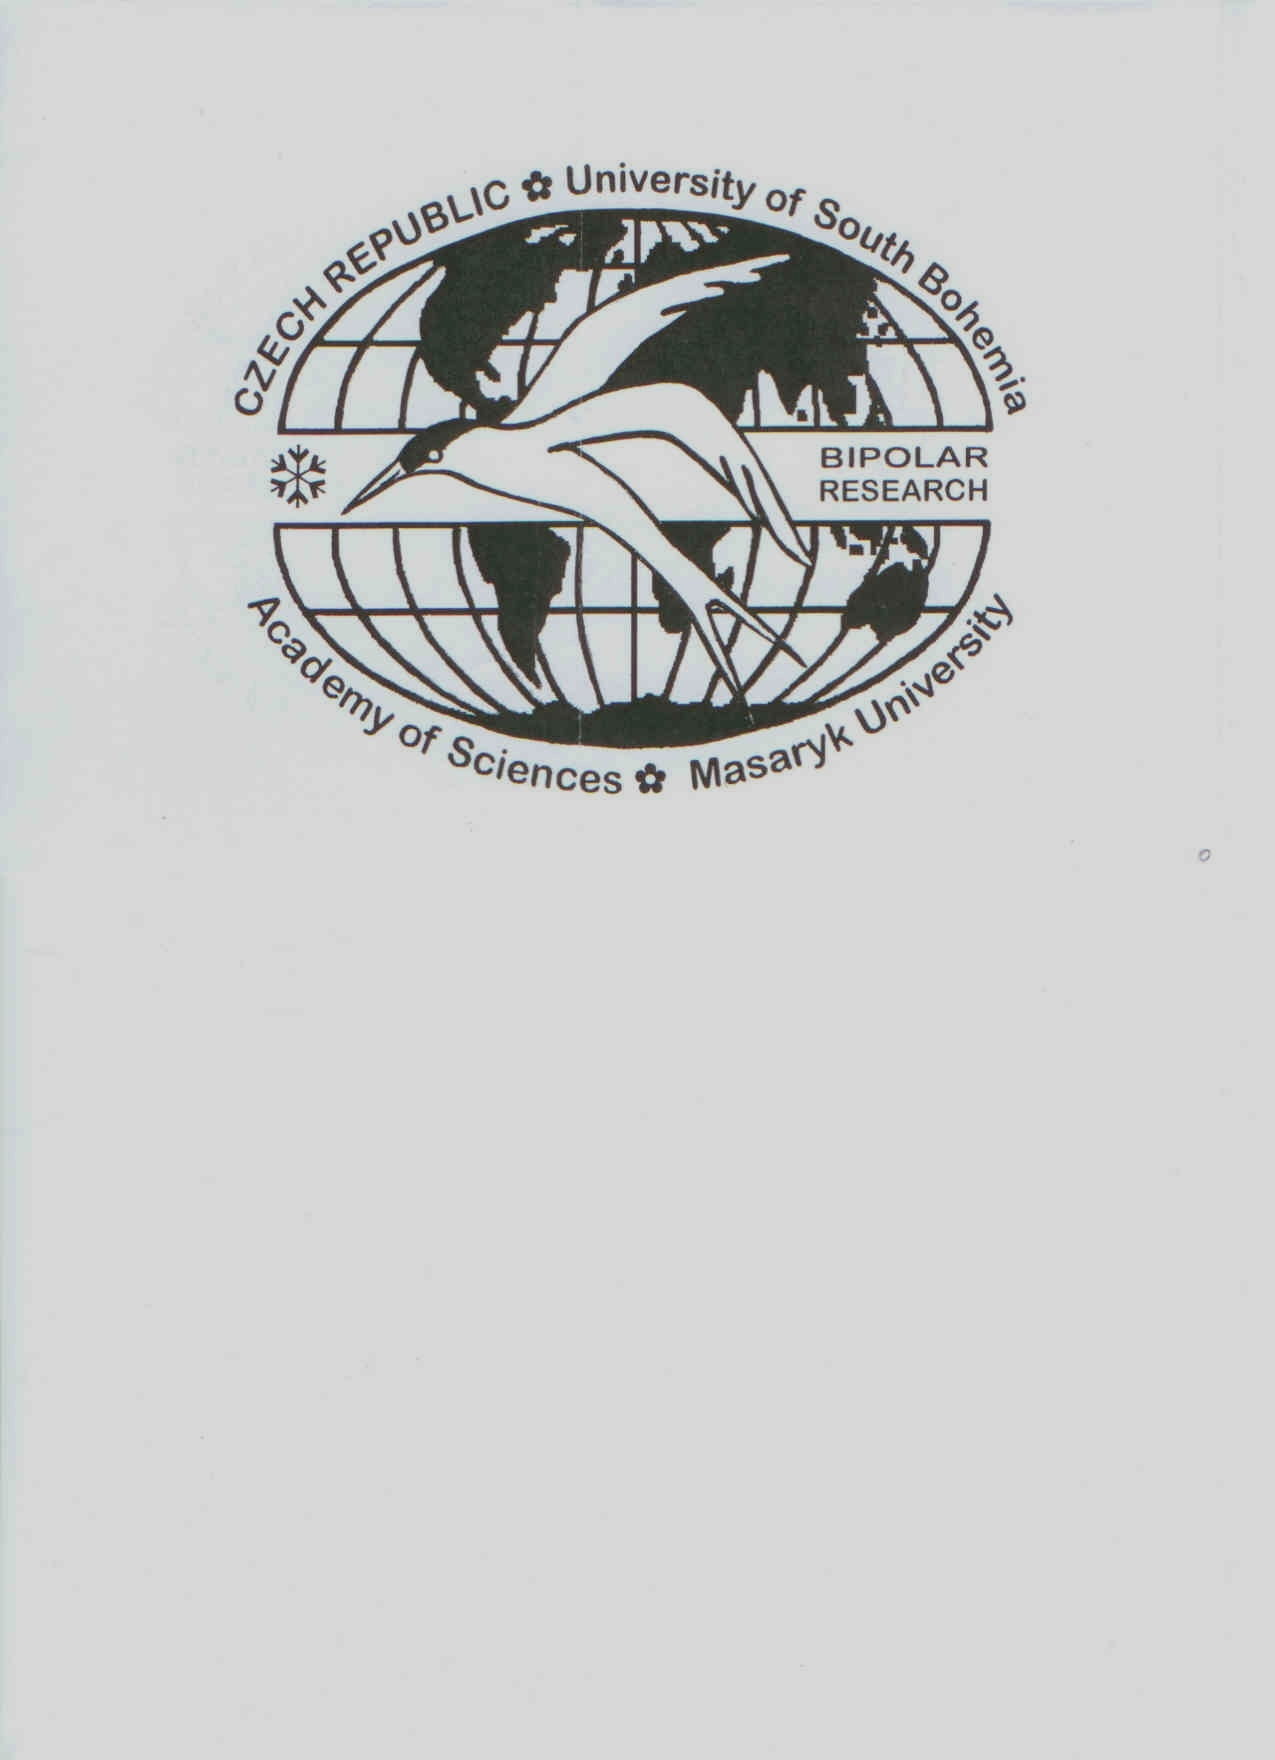 CZECH REPUBLIC ✿ University of South Bohemia
BIPOLAR
RESEARCH
Academy of Sciences ✿ Masaryk University